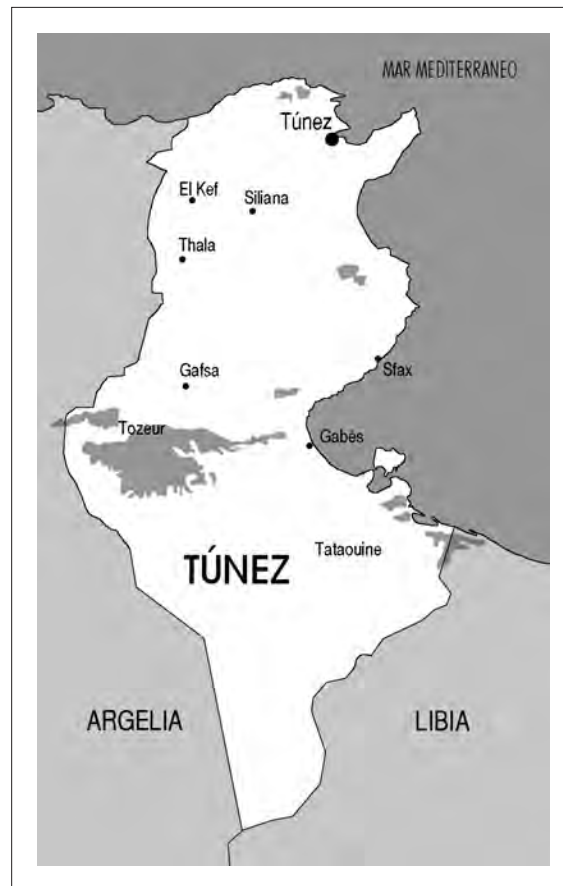 MAR MEDITERRANEO
Túnez
El Kef
Siliana
Thala
Sfax
Gafsa
Tozeur
Gabès
Tataouine
TÚNEZ
ARGELIA
LIBIA